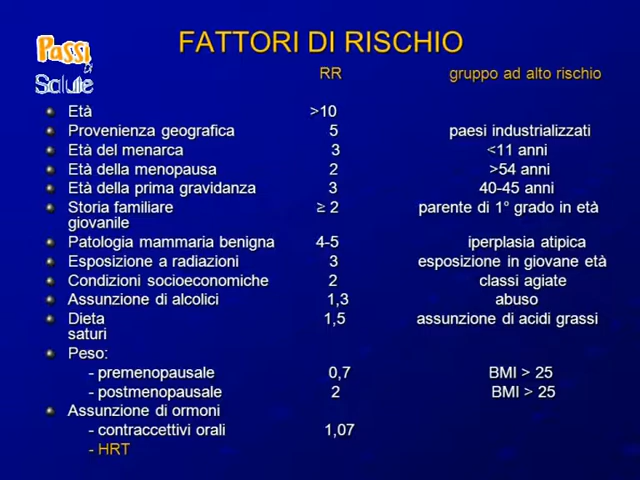 FATTORI DI RISCHIO
Passi
di
Salute
RR gruppo ad alto rischio
Età >10
Provenienza geografica 5 paesi industrializzati
Età del menarca 3 <11 anni
Età della menopausa 2 >54 anni
Età della prima gravidanza 3 40-45 anni
Storia familiare ≥ 2 parente di 1° grado in età
giovanile
Patologia mammaria benigna 4-5 iperplasia atipica
Esposizione a radiazioni 3 esposizione in giovane età
Condizioni socioeconomiche 2 classi agiate
Assunzione di alcolici 1,3 abuso
Dieta 1,5 assunzione di acidi grassi
saturi
Peso:
- premenopausale 0,7 BMI > 25
- postmenopausale 2 BMI > 25
Assunzione di ormoni
- contraccettivi orali 1,07
- HRT